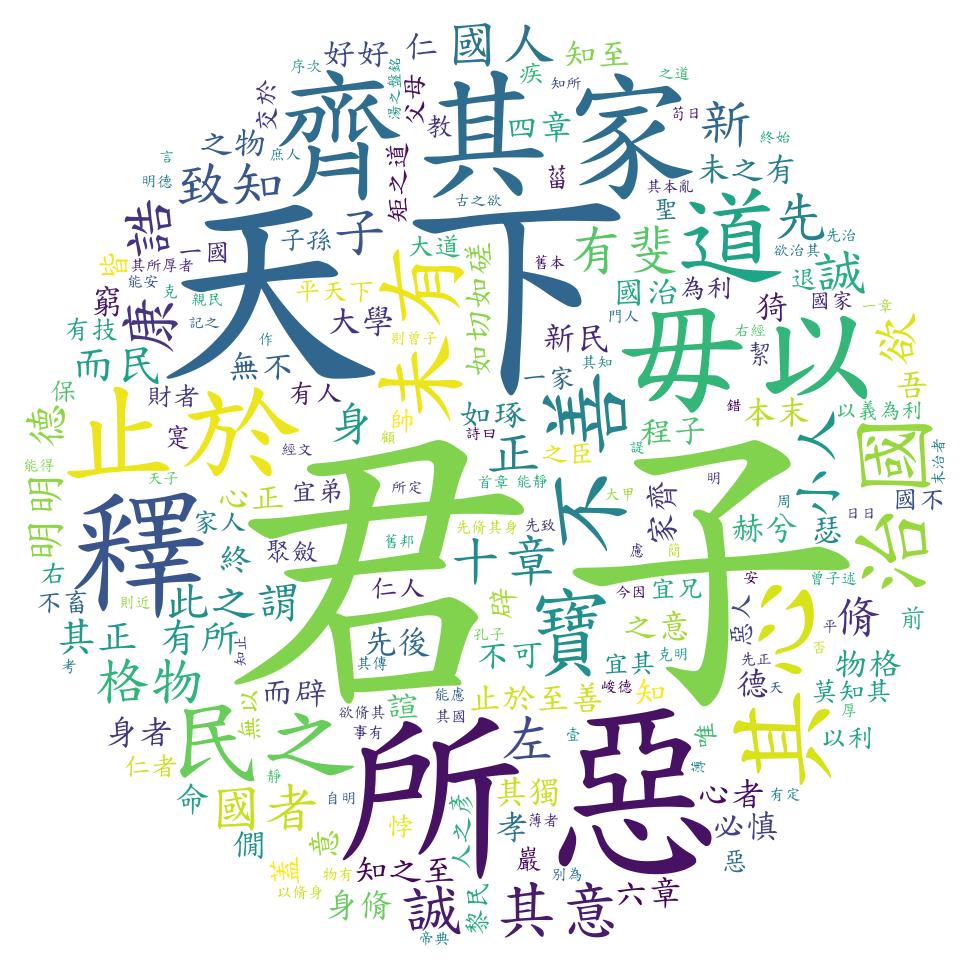 國人
好好
仁
知至
序次
疾
湯之盤銘
父母
知所
之道
齊其家
交於
之物
教
四章
新
苟日
終始
庶人
致知
矩之道
古之欲
甾
未之有
其本亂
言
明德
誥
天下
子孫
子
大道
有斐
道
先
聖
先治
欲治其
皆
一國
其所厚者
能安
克
親民
平天下
未有
如切如磋
舊本
國治
為利
退
誠
國家
一章
窮
康
記之
大學
新民
門人
猗
右經
有技
而民
無不
作
則曾子
一家
其知
毋以
絜
欲
保
財者
有人
帥
善
錯
本末
吾
以義為利
德
止於
身
如琢
程子
小人
寔
經文
顧
詩曰
正
之臣
諟
國
治
未治者
能得
天子
釋
心正
宜弟
所定
首章
能靜
不
大甲
明
周
國不
明明
家人
君子
先脩其身
先致
家齊
赫兮
瑟
日日
右
終
聚斂
舊邦
十章
慮
簡
不畜
則近
此之謂
仁人
辟
寶
今因
宜兄
安
曾子述
其正
有所
先後
孔子
之意
惡人
平
脩
前
考
知止
其傳
不可
宜其
克明
先正
否
其心
格物
而辟
能慮
止於至善
峻德
知
德
天
物格
莫知其
民之
無以
欲脩其
諠
其國
厚
身者
事有
左
壹
唯
以利
仁者
靜
所惡
命
國者
自明
其獨
薄者
心者
有定
僩
意
悖
孝
人之彥
必慎
蓋
物有
知之至
巖
別為
惡
以脩身
身脩
誠其意
六章
黎民
帝典